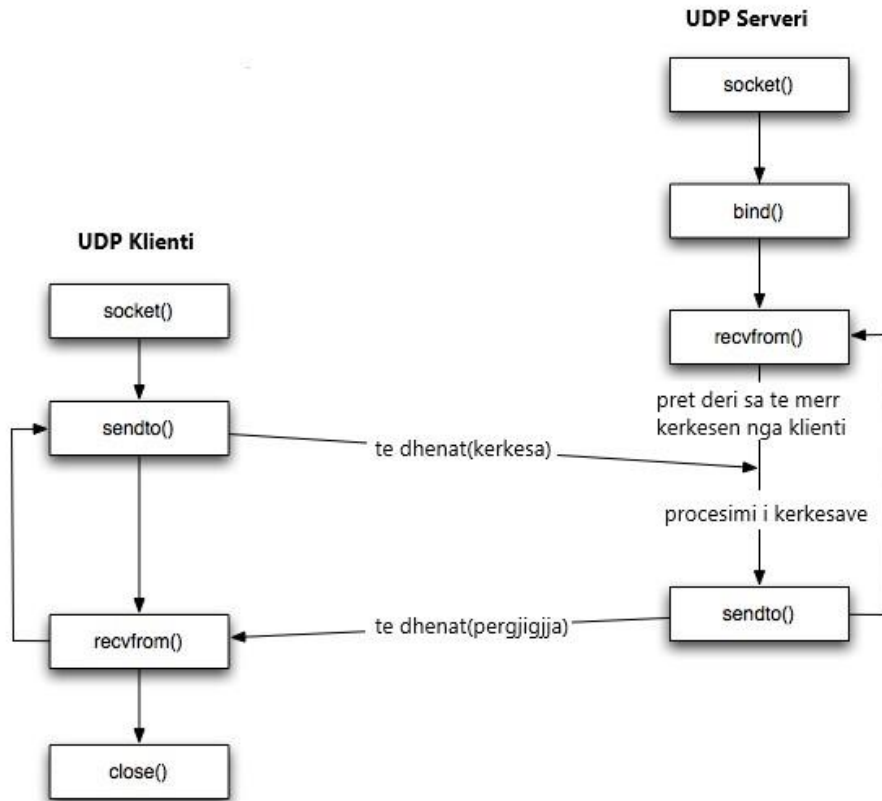 UDP Serveri
socket()
bind()
UDP Klienti
socket()
recvfrom()
pret deri sa te merr
kerkesen nga klienti
sendto()
te dhenat(kerkesa)
procesimi i kerkesave
sendto()
te dhenat(pergjigjja)
recvfrom()
close()